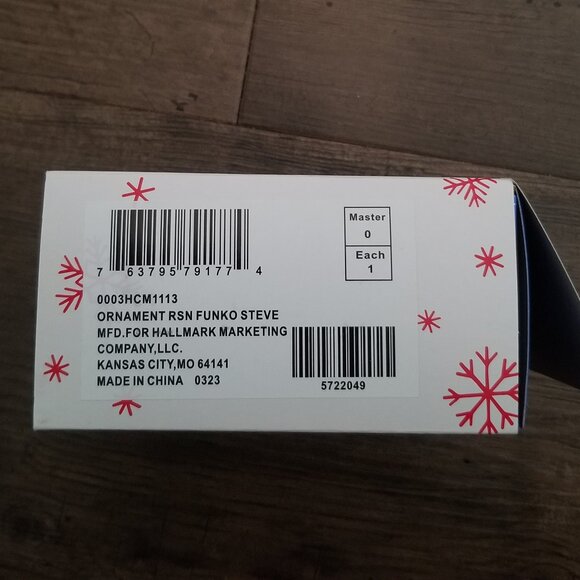 7 63795 79177 4
Master
0
Each
1
0003HCM1113
ORNAMENT RSN FUNKO STEVE
MFD.FOR HALLMARK MARKETING
COMPANY,LLC.
KANSAS CITY,MO 64141
MADE IN CHINA 0323
5722049